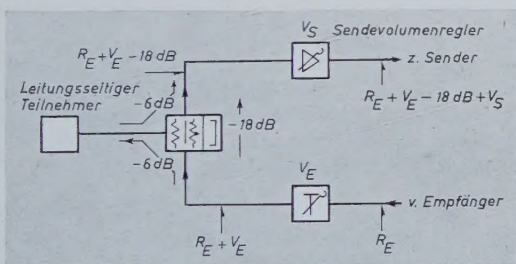 V_S Sendevolumenregler
R_E + V_E − 18 dB
z. Sender
Leitungsseitiger
Teilnehmer
−6 dB
R_E + V_E − 18 dB + V_S
−18 dB
−6 dB
V_E
v. Empfänger
R_E + V_E
R_E